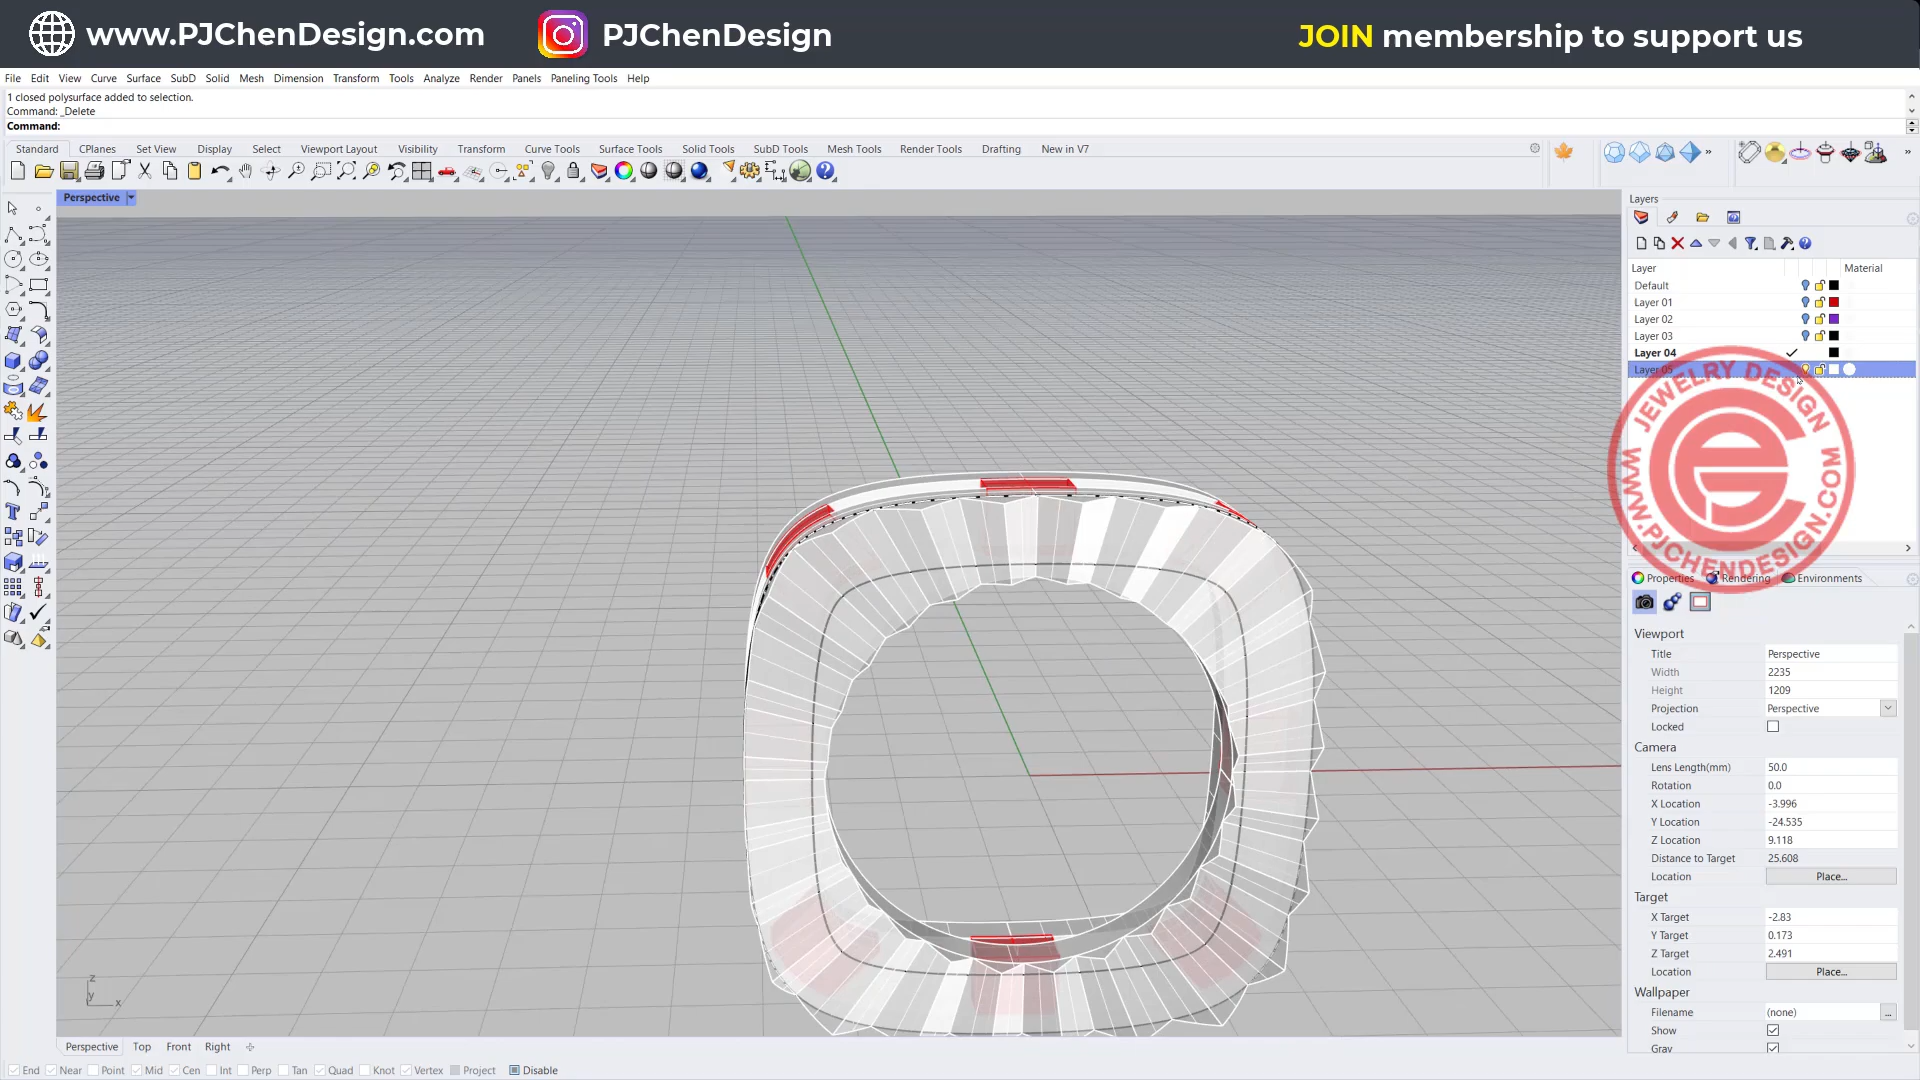 www.PJChenDesign.com
PJChenDesign
JOIN membership to support us
File Edit View Curve Surface SubD Solid Mesh Dimension Transform Tools Analyze Render Panels Paneling Tools Help
1 closed polysurface added to selection.
Command: _Delete
Command:
Standard CPlanes Set View Display Select Viewport Layout Visibility Transform Curve Tools Surface Tools Solid Tools SubD Tools Mesh Tools Render Tools Drafting New in V7
Perspective
Layers
Layer Material
Default
Layer 01
Layer 02
Layer 03
Layer 04
Layer 05
JEWELRY DESIGN
WWW.PJCHENDESIGN.COM
Properties Rendering Environments
Viewport
Title Perspective
Width 2235
Height 1209
Projection Perspective
Locked
Camera
Lens Length(mm) 50.0
Rotation 0.0
X Location -3.996
Y Location -24.535
Z Location 9.118
Distance to Target 25.608
Location Place...
Target
X Target -2.83
Y Target 0.173
Z Target 2.491
Location Place...
Wallpaper
Filename (none) ...
Show
Gray
z
y
x
Perspective Top Front Right
End Near Point Mid Cen Int Perp Tan Quad Knot Vertex Project Disable